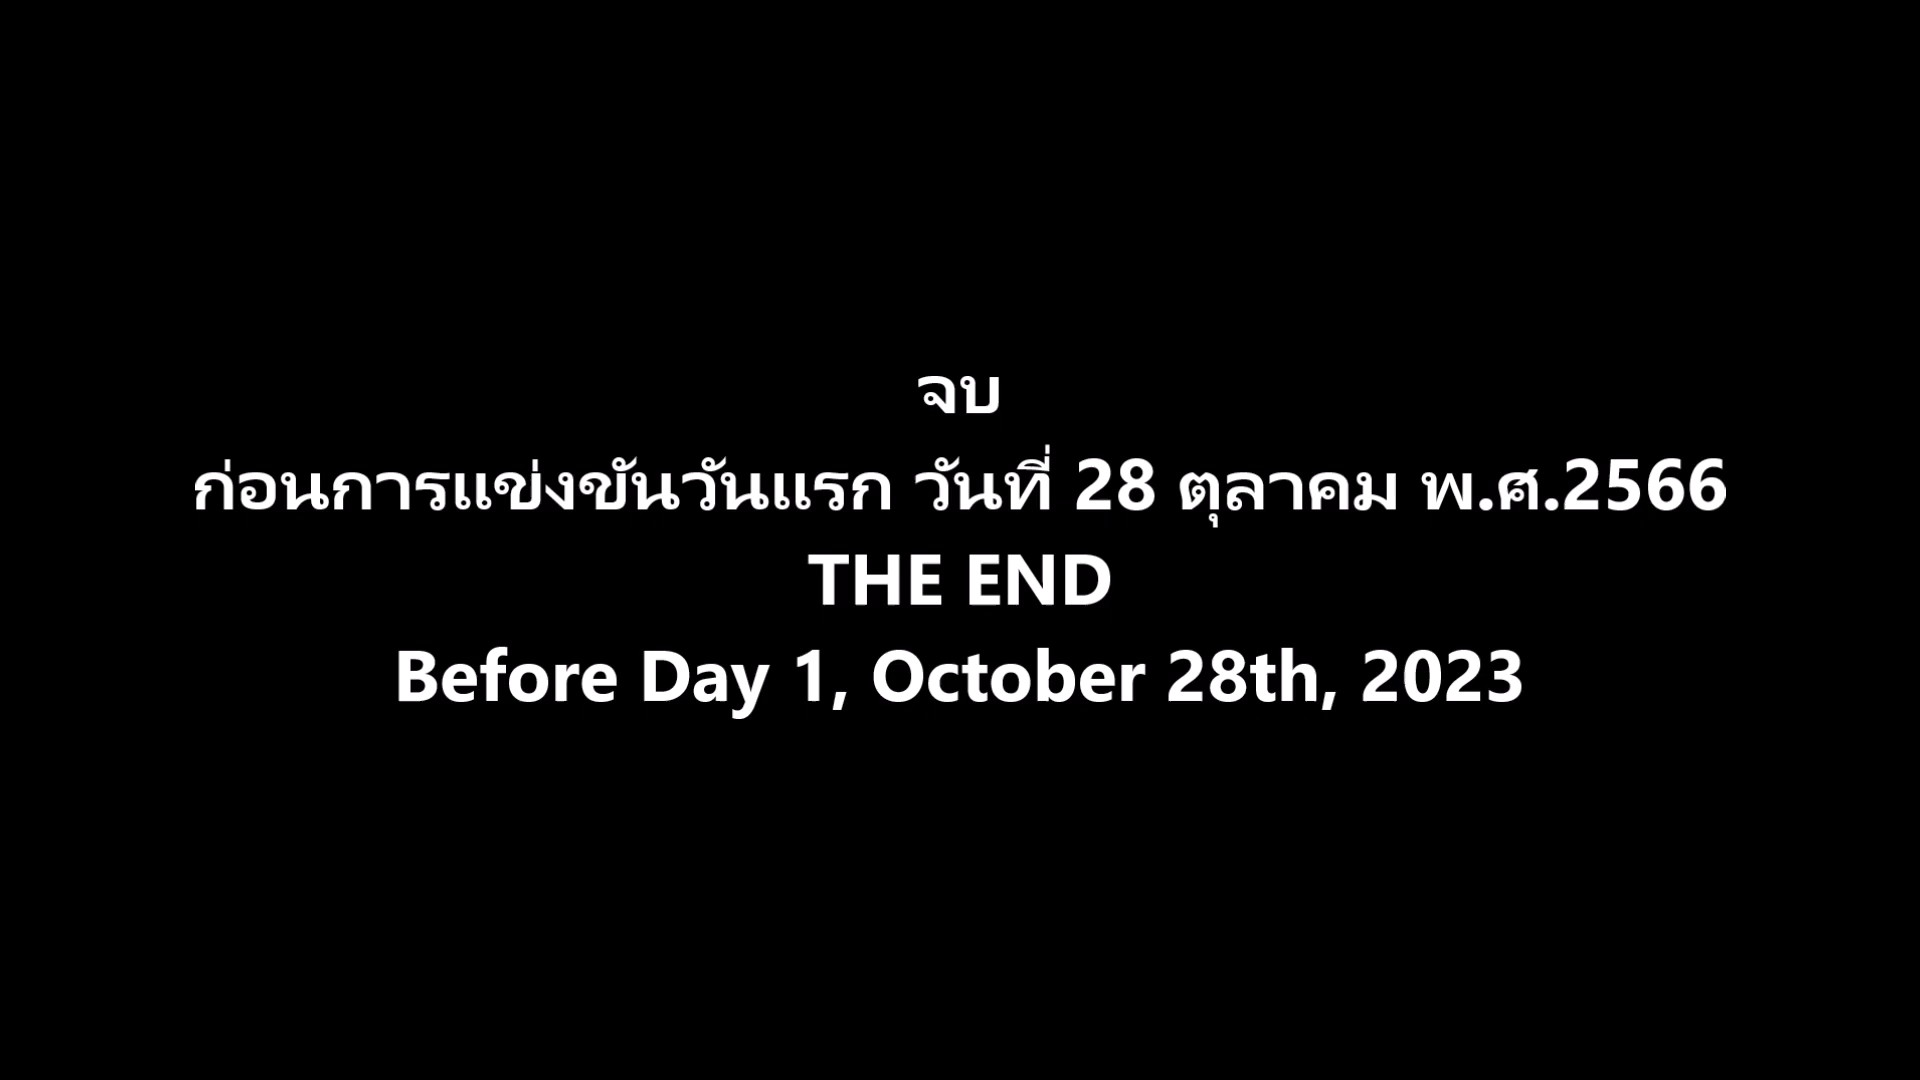 จบ
ก่อนการแข่งขันวันแรก วันที่ 28 ตุลาคม พ.ศ.2566
THE END
Before Day 1, October 28th, 2023